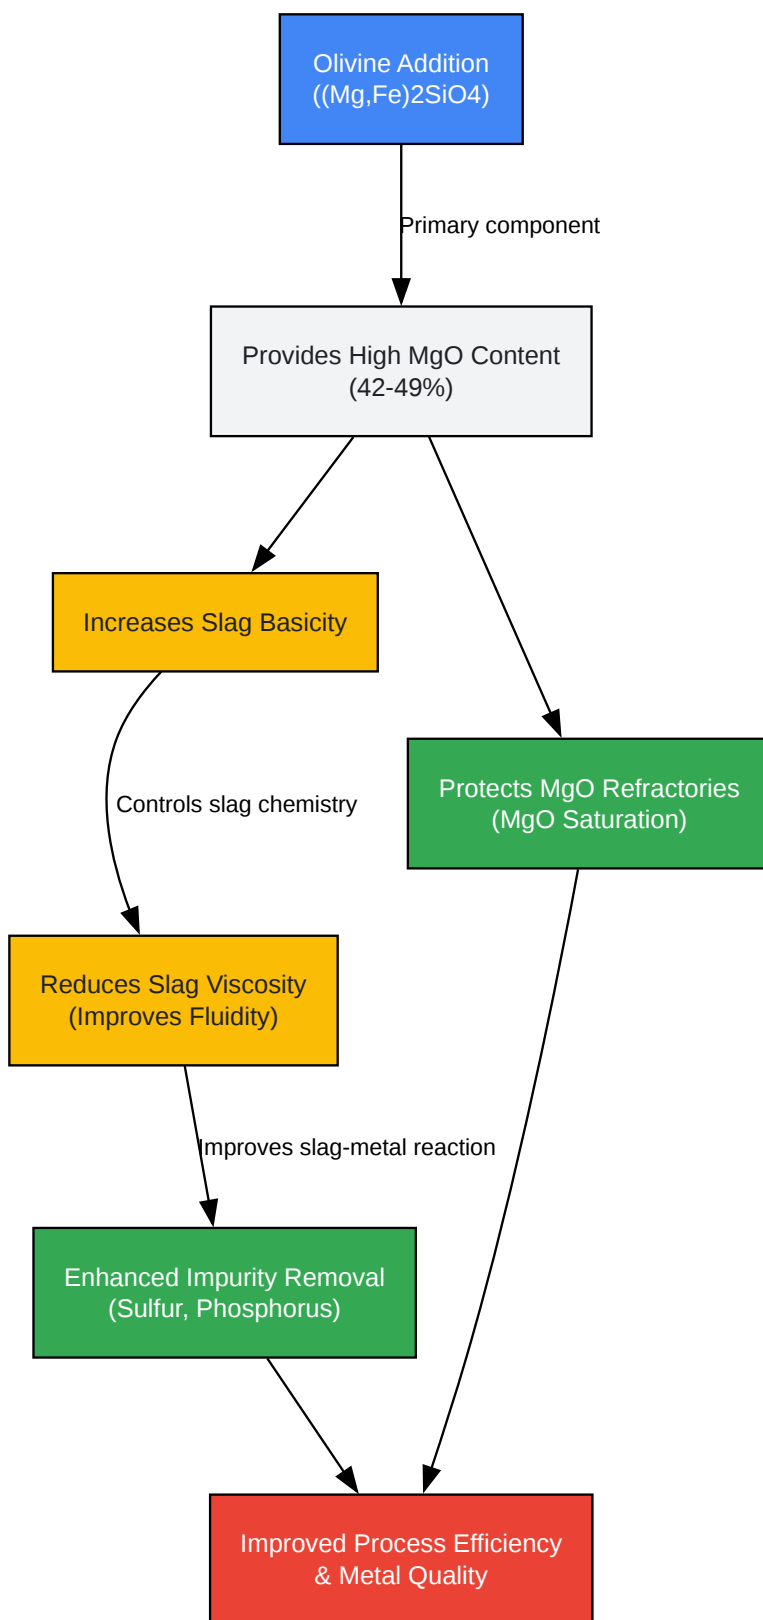 Olivine Addition
((Mg,Fe)2SiO4)
Primary component
Provides High MgO Content
(42-49%)
Increases Slag Basicity
Protects MgO Refractories
(MgO Saturation)
Controls slag chemistry
Reduces Slag Viscosity
(Improves Fluidity)
Improves slag-metal reaction
Enhanced Impurity Removal
(Sulfur, Phosphorus)
Improved Process Efficiency
& Metal Quality